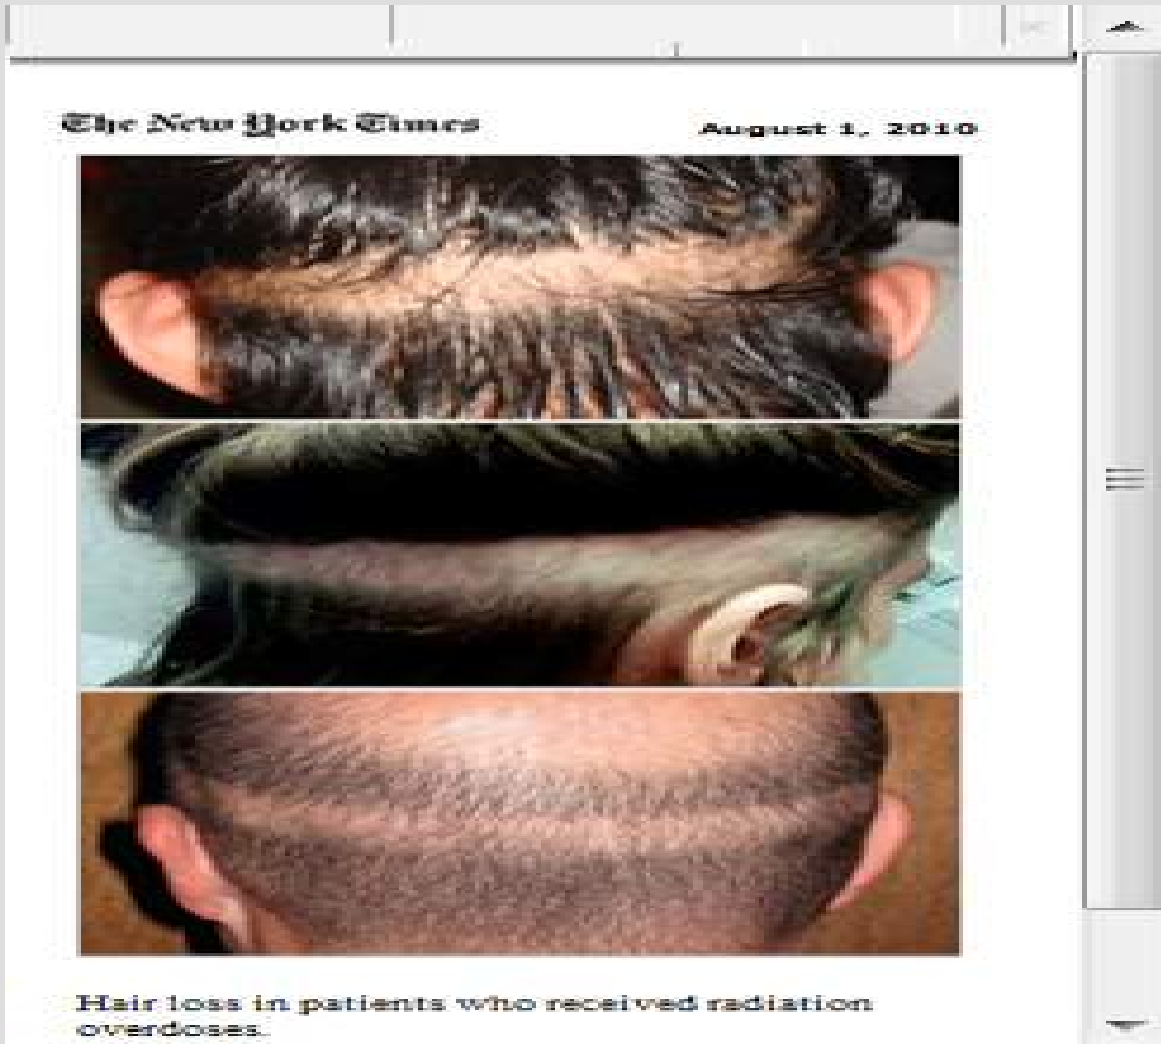 The New York Times
August 1, 2010
Hair loss in patients who received radiation
overdoses.